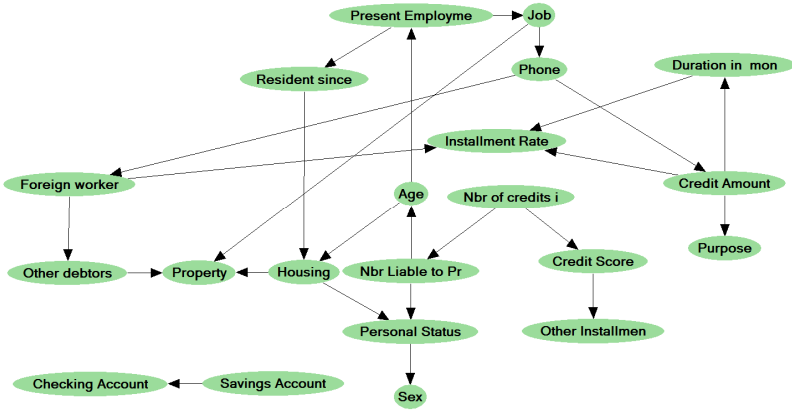 Present Employme
Job
Resident since
Phone
Duration in  mon
Installment Rate
Foreign worker
Age
Nbr of credits i
Credit Amount
Purpose
Other debtors
Property
Housing
Nbr Liable to Pr
Credit Score
Personal Status
Other Installmen
Checking Account
Savings Account
Sex